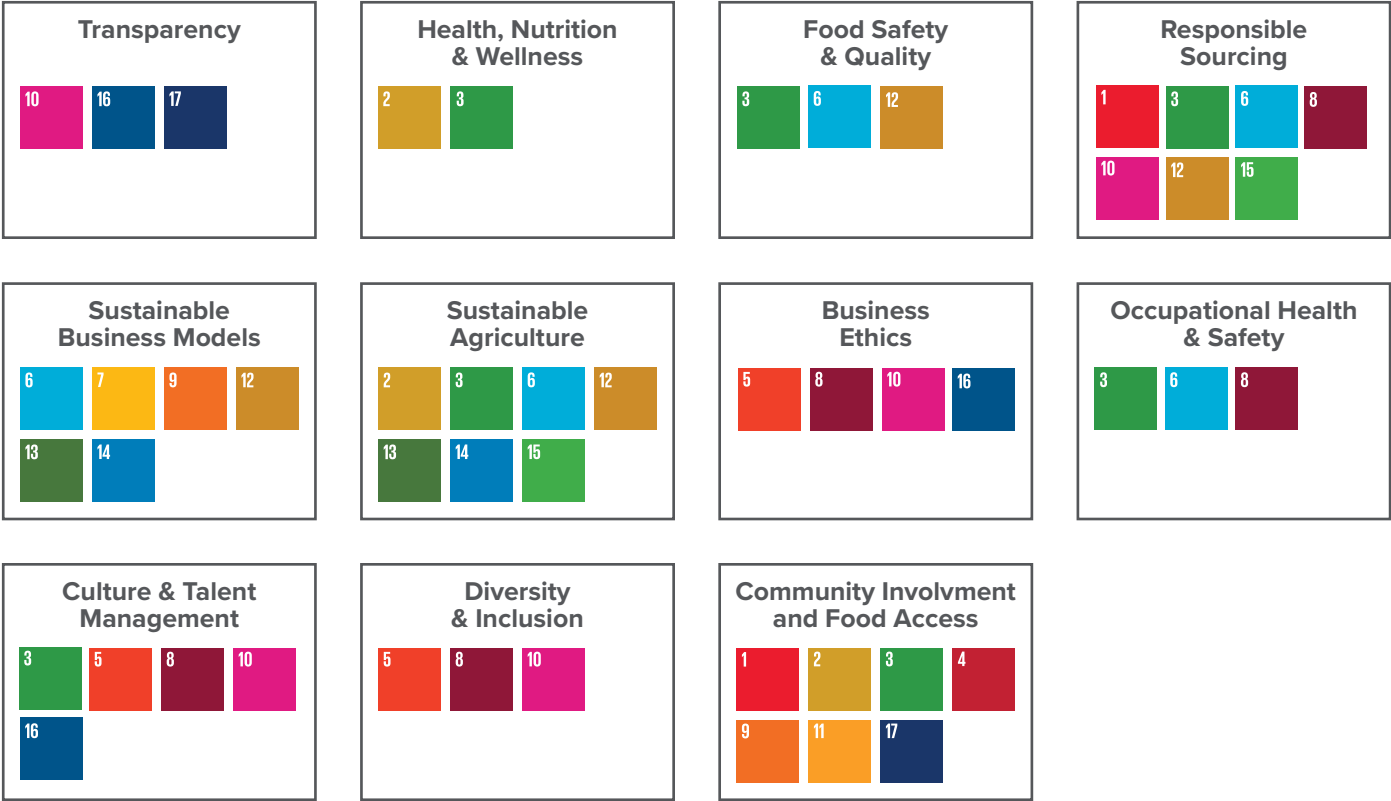 Transparency
10 16 17
Health, Nutrition
& Wellness
2 3
Food Safety
& Quality
3 6 12
Responsible
Sourcing
1 3 6 8
10 12 15
Sustainable
Business Models
6 7 9 12
13 14
Sustainable
Agriculture
2 3 6 12
13 14 15
Business
Ethics
5 8 10 16
Occupational Health
& Safety
3 6 8
Culture & Talent
Management
3 5 8 10
16
Diversity
& Inclusion
5 8 10
Community Involvment
and Food Access
1 2 3 4
9 11 17